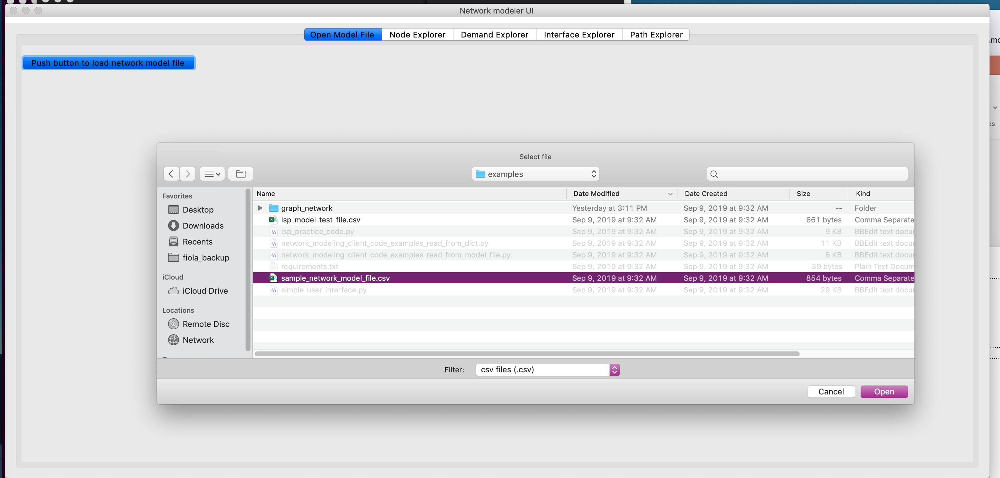 Network modeler UI
Open Model File Node Explorer Demand Explorer Interface Explorer Path Explorer
Push button to load network model file
Select file
examples
Favorites
Desktop
Downloads
Recents
fiola_backup
iCloud
iCloud Drive
Locations
Remote Disc
Network
Name Date Modified Date Created Size Kind
graph_network Yesterday at 3:11 PM Sep 9, 2019 at 9:32 AM -- Folder
lsp_model_test_file.csv Sep 9, 2019 at 9:32 AM Sep 9, 2019 at 9:32 AM 661 bytes Comma Separate
lsp_practice_code.py Sep 9, 2019 at 9:32 AM Sep 9, 2019 at 9:32 AM 9 KB BBEdit text docu
network_modeling_client_code_examples_read_from_dict.py Sep 9, 2019 at 9:32 AM Sep 9, 2019 at 9:32 AM 11 KB BBEdit text docu
network_modeling_client_code_examples_read_from_model_file.py Sep 9, 2019 at 9:32 AM Sep 9, 2019 at 9:32 AM 6 KB BBEdit text docu
requirements.txt Sep 9, 2019 at 9:32 AM Sep 9, 2019 at 9:32 AM 39 bytes Plain Text Docum
sample_network_model_file.csv Sep 9, 2019 at 9:32 AM Sep 9, 2019 at 9:32 AM 854 bytes Comma Separate
simple_user_interface.py Sep 9, 2019 at 9:32 AM Sep 9, 2019 at 9:32 AM 29 KB BBEdit text docu
Filter: csv files (.csv)
Cancel Open